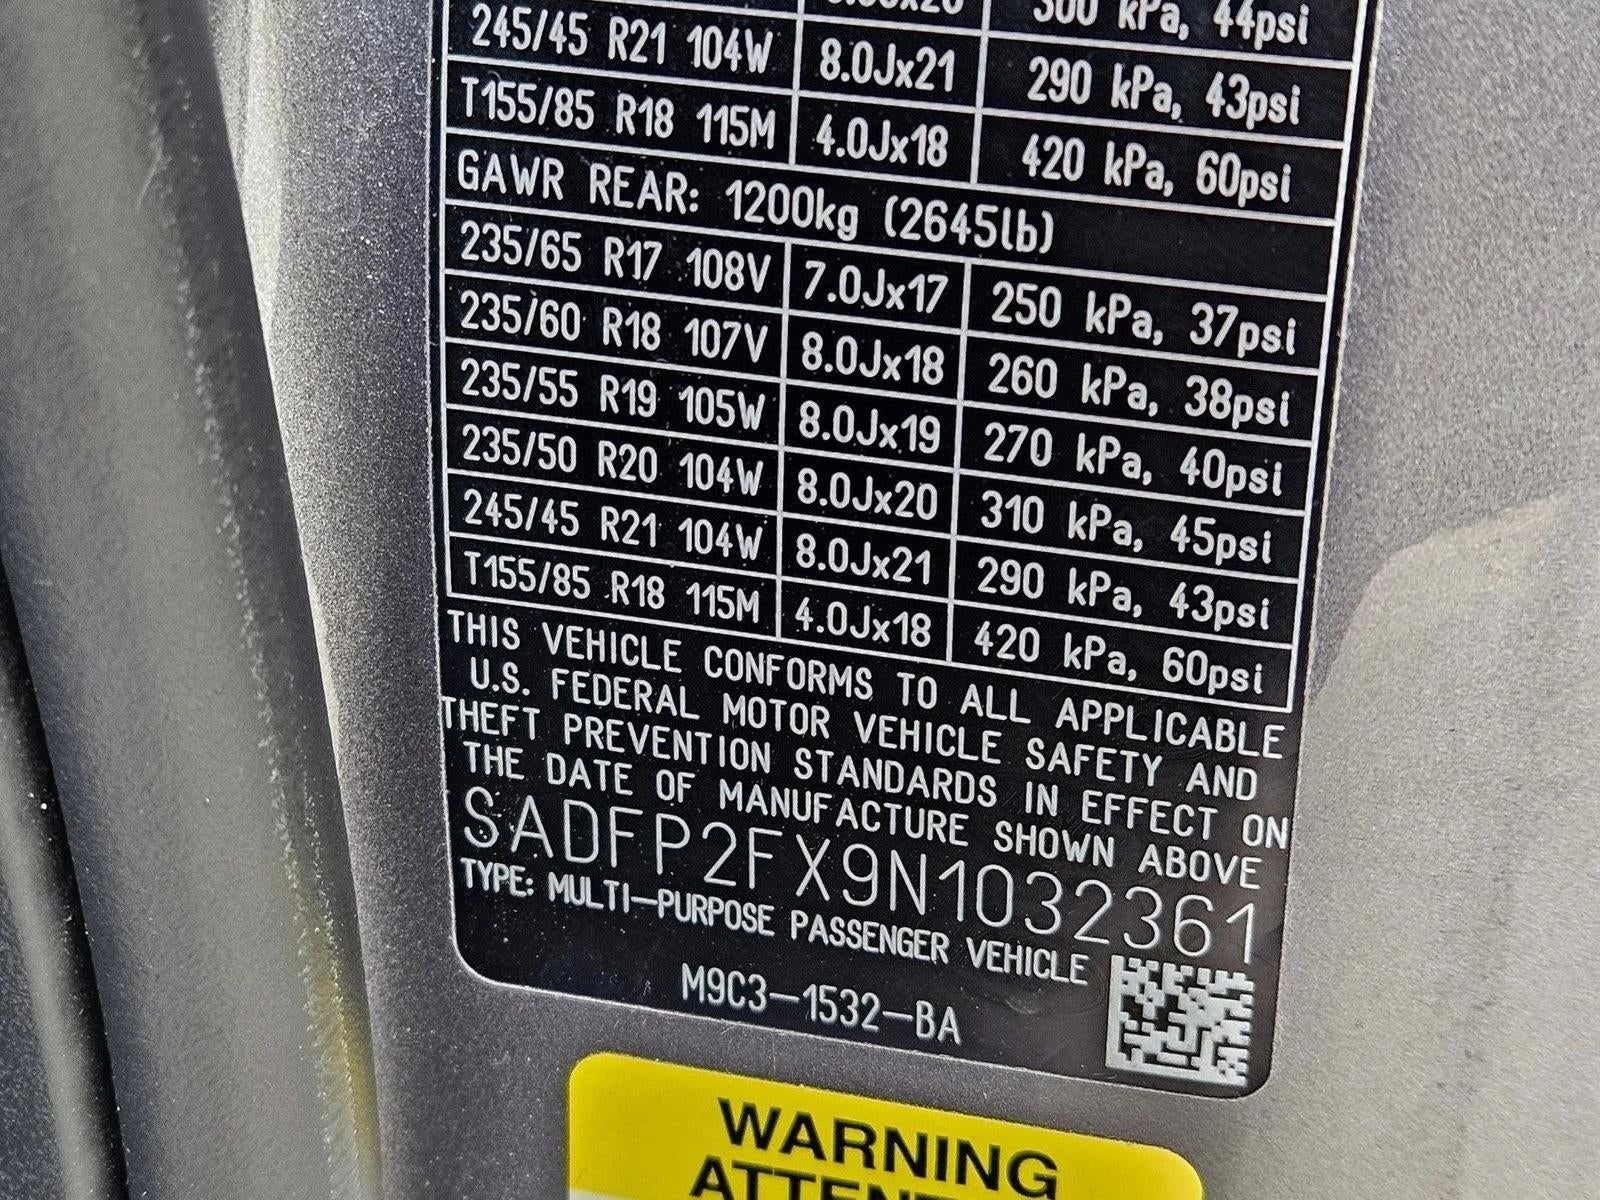 300 kPa, 44psi
245/45 R21 104W 8.0Jx21 290 kPa, 43psi
T155/85 R18 115M 4.0Jx18 420 kPa, 60psi
GAWR REAR: 1200kg (2645lb)
235/65 R17 108V 7.0Jx17 250 kPa, 37psi
235/60 R18 107V 8.0Jx18 260 kPa, 38psi
235/55 R19 105W 8.0Jx19 270 kPa, 40psi
235/50 R20 104W 8.0Jx20 310 kPa, 45psi
245/45 R21 104W 8.0Jx21 290 kPa, 43psi
T155/85 R18 115M 4.0Jx18 420 kPa, 60psi
THIS VEHICLE CONFORMS TO ALL APPLICABLE
U.S. FEDERAL MOTOR VEHICLE SAFETY AND
THEFT PREVENTION STANDARDS IN EFFECT ON
THE DATE OF MANUFACTURE SHOWN ABOVE
SADFP2FX9N1032361
TYPE: MULTI-PURPOSE PASSENGER VEHICLE
M9C3-1532-BA
WARNING